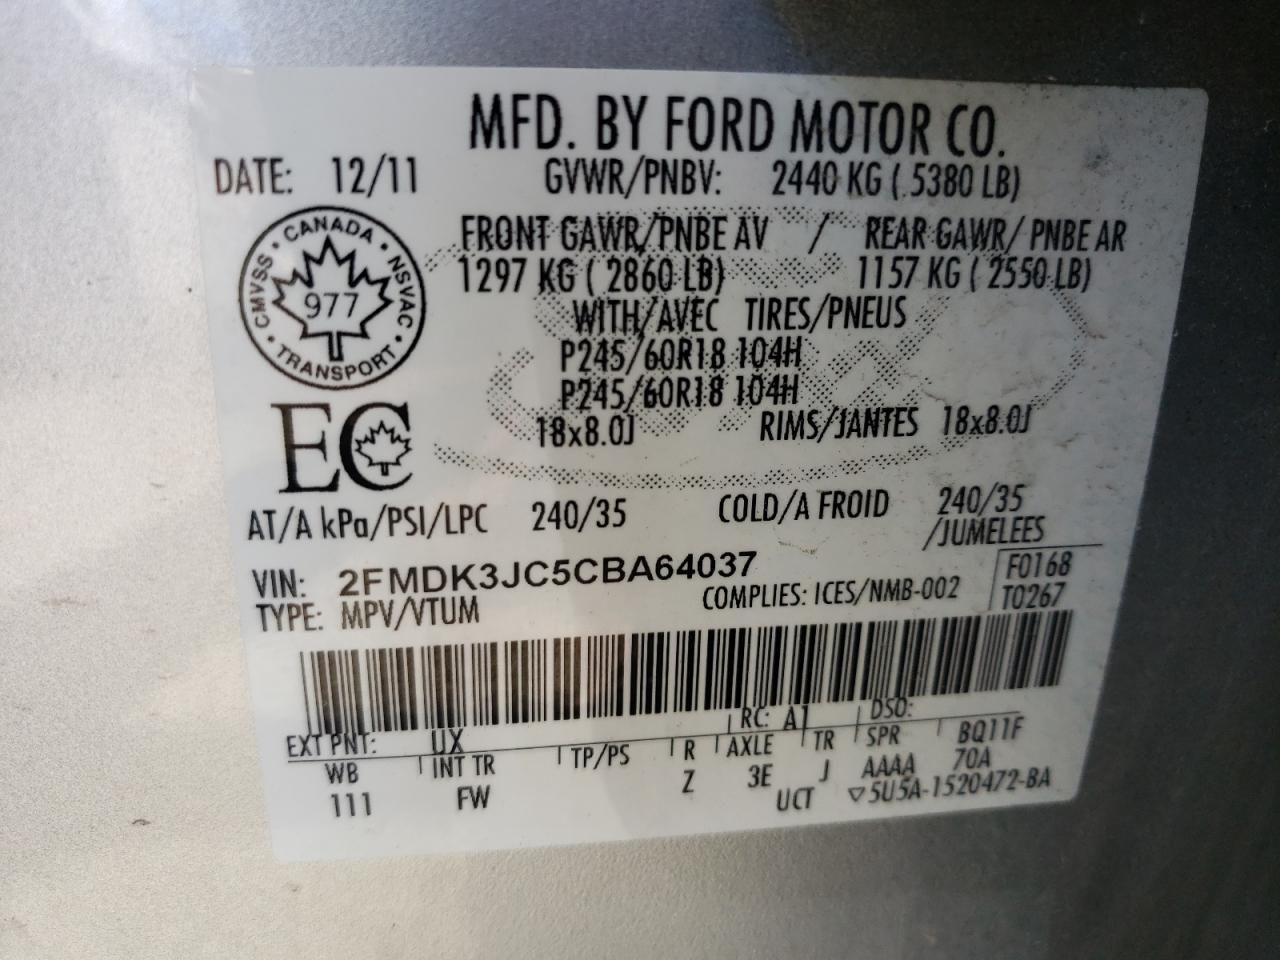 MFD. BY FORD MOTOR CO.
DATE: 12/11 GVWR/PNBV: 2440 KG ( 5380 LB)
FRONT GAWR/PNBE AV / REAR GAWR/ PNBE AR
1297 KG ( 2860 LB) 1157 KG ( 2550 LB)
WITH/AVEC TIRES/PNEUS
P245/60R18 104H
P245/60R18 104H
18x8.0J RIMS/JANTES 18x8.0J
CANADA
CMVSS • NSVAC
977
TRANSPORT
EC
AT/A kPa/PSI/LPC 240/35 COLD/A FROID 240/35
/JUMELEES
VIN: 2FMDK3JC5CBA64037 F0168
TYPE: MPV/VTUM COMPLIES: ICES/NMB-002 T0267
EXT PNT: UX RC: A1 DSO:
WB INT TR TP/PS R AXLE TR SPR BQ11F
111 FW Z 3E J AAAA 70A
UCT ▽5U5A-1520472-BA